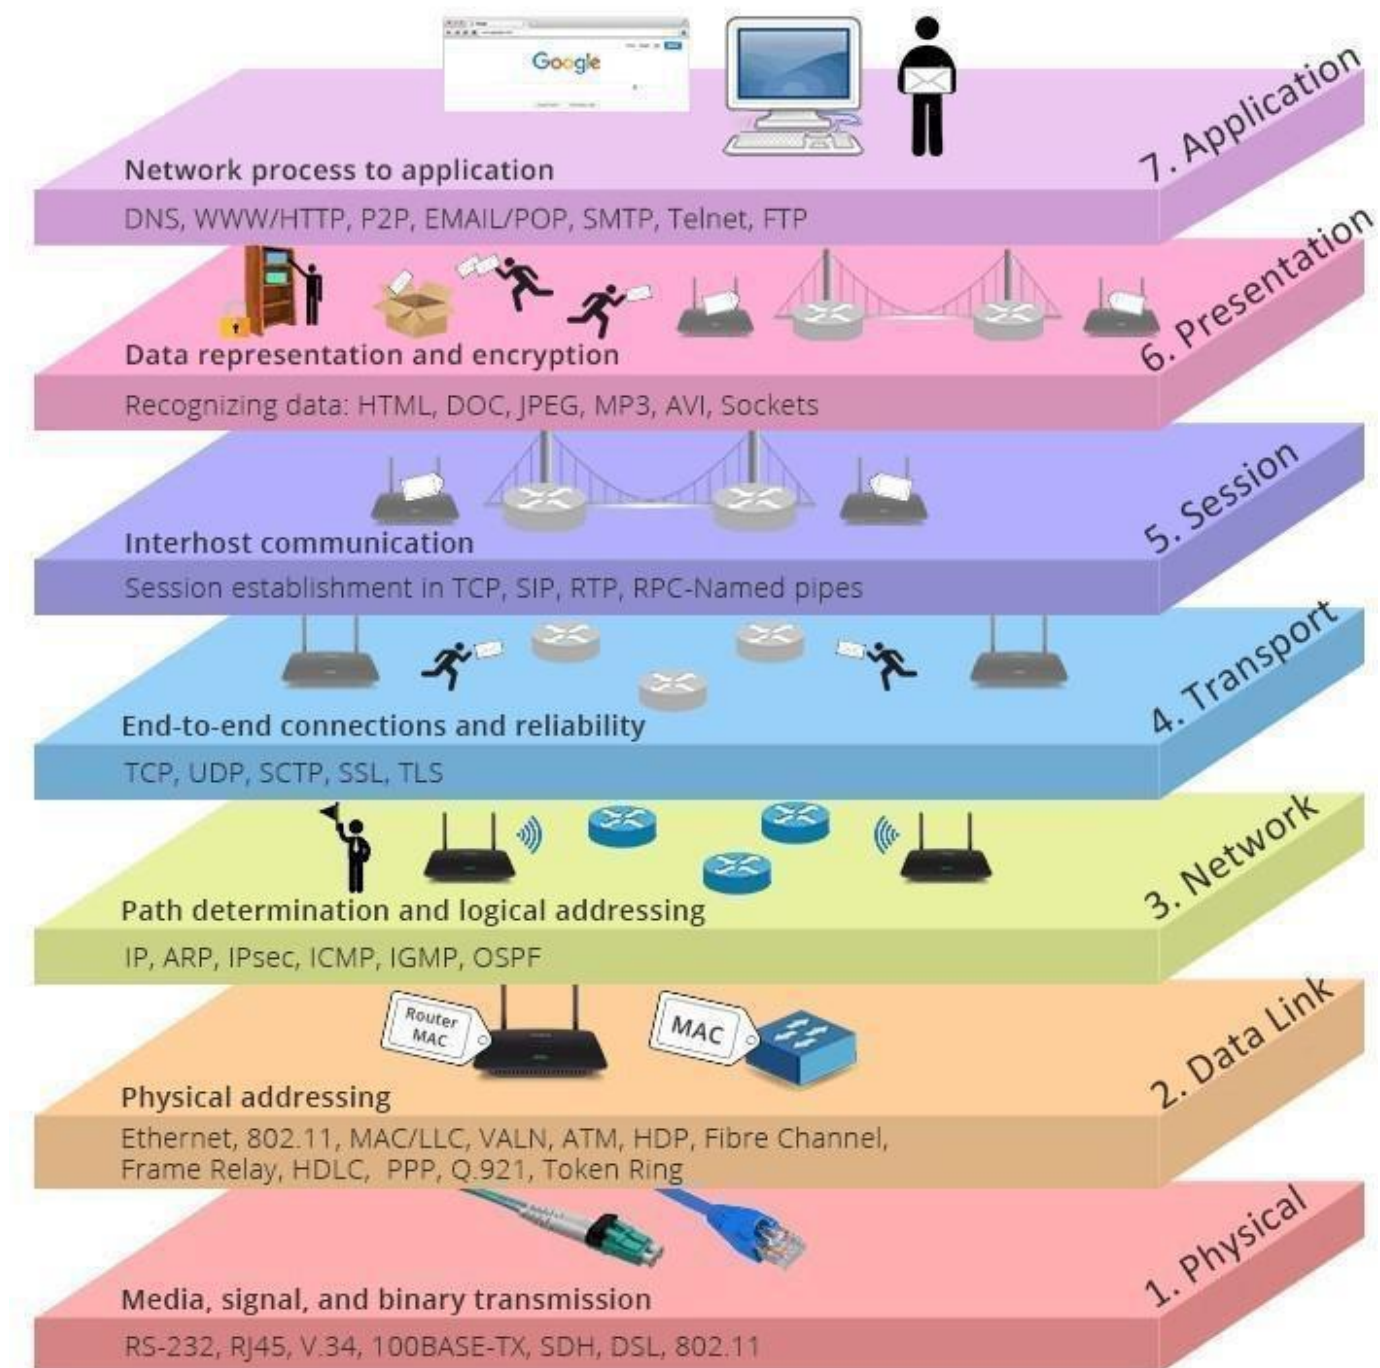 Google
7. Application
Network process to application
DNS, WWW/HTTP, P2P, EMAIL/POP, SMTP, Telnet, FTP
6. Presentation
Data representation and encryption
Recognizing data: HTML, DOC, JPEG, MP3, AVI, Sockets
5. Session
Interhost communication
Session establishment in TCP, SIP, RTP, RPC-Named pipes
4. Transport
End-to-end connections and reliability
TCP, UDP, SCTP, SSL, TLS
3. Network
Path determination and logical addressing
IP, ARP, IPsec, ICMP, IGMP, OSPF
Router
MAC
MAC
2. Data Link
Physical addressing
Ethernet, 802.11, MAC/LLC, VALN, ATM, HDP, Fibre Channel,
Frame Relay, HDLC, PPP, Q.921, Token Ring
1. Physical
Media, signal, and binary transmission
RS-232, RJ45, V.34, 100BASE-TX, SDH, DSL, 802.11